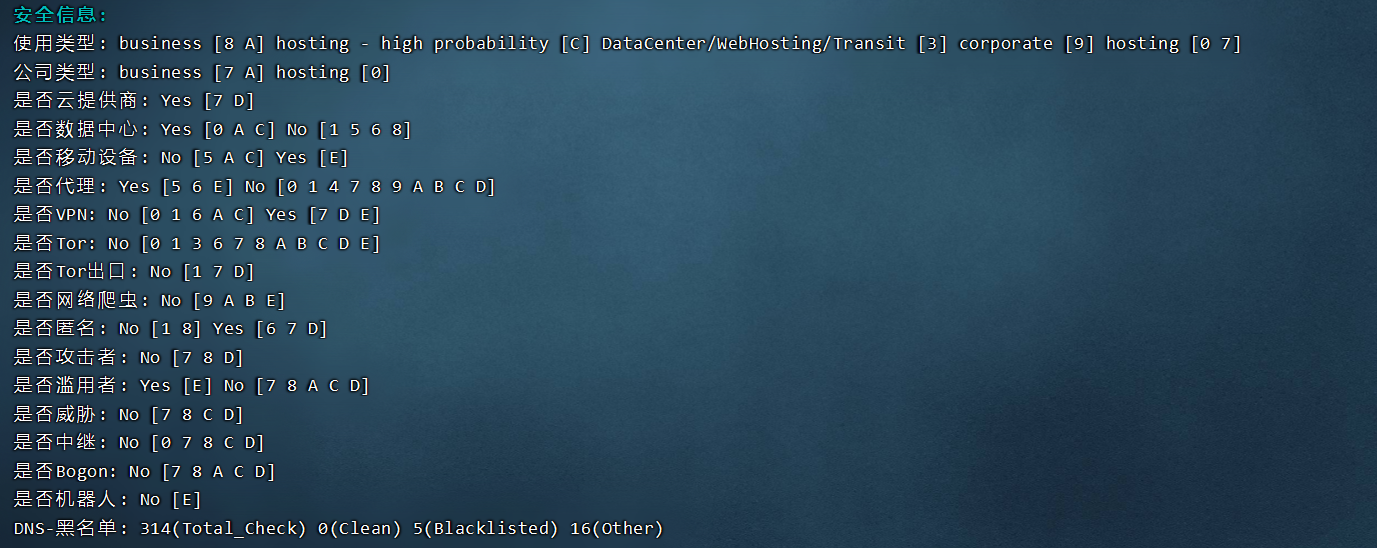 安全信息:
使用类型: business [8 A] hosting - high probability [C] DataCenter/WebHosting/Transit [3] corporate [9] hosting [0 7]
公司类型: business [7 A] hosting [0]
是否云提供商: Yes [7 D]
是否数据中心: Yes [0 A C] No [1 5 6 8]
是否移动设备: No [5 A C] Yes [E]
是否代理: Yes [5 6 E] No [0 1 4 7 8 9 A B C D]
是否VPN: No [0 1 6 A C] Yes [7 D E]
是否Tor: No [0 1 3 6 7 8 A B C D E]
是否Tor出口: No [1 7 D]
是否网络爬虫: No [9 A B E]
是否匿名: No [1 8] Yes [6 7 D]
是否攻击者: No [7 8 D]
是否滥用者: Yes [E] No [7 8 A C D]
是否威胁: No [7 8 C D]
是否中继: No [0 7 8 C D]
是否Bogon: No [7 8 A C D]
是否机器人: No [E]
DNS-黑名单: 314(Total_Check) 0(Clean) 5(Blacklisted) 16(Other)